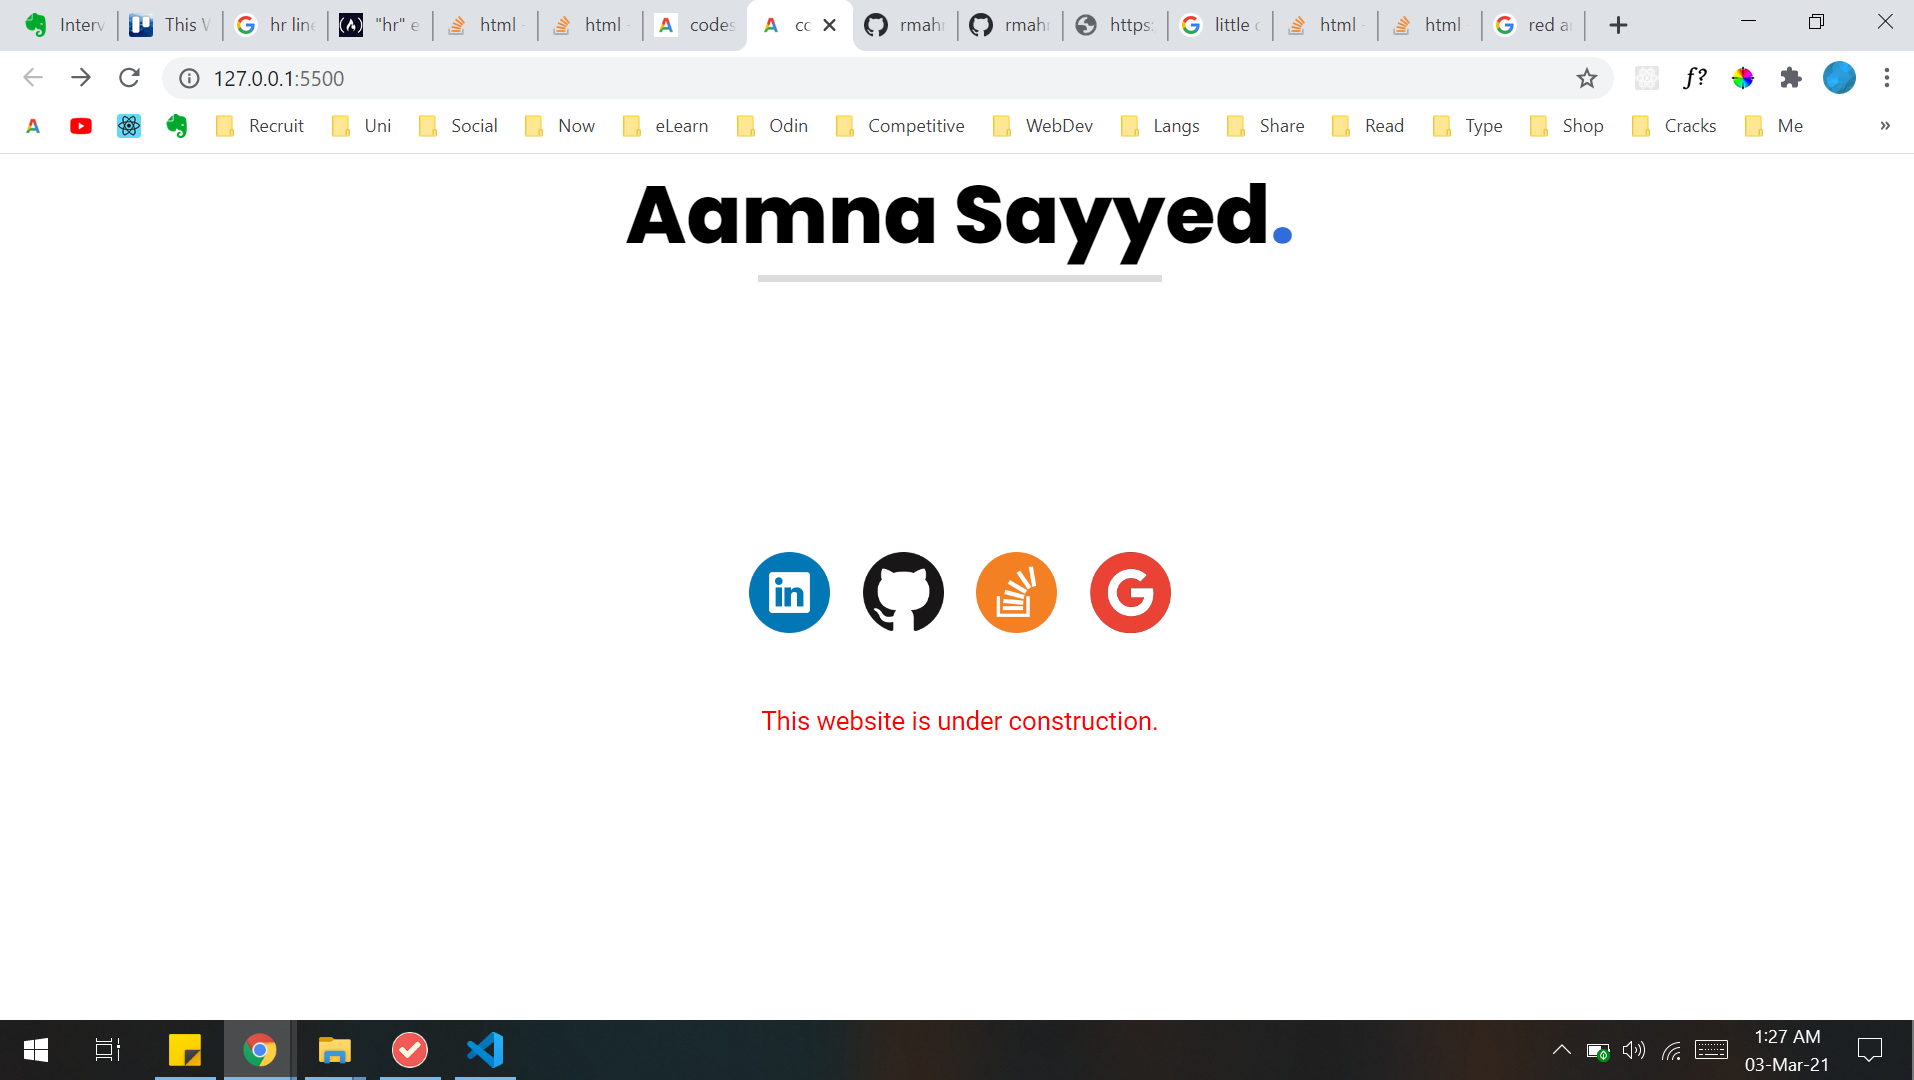 Interv
This W
hr line
"hr" e
html -
html -
codes
cc
rmahr
rmahr
https:
little c
html -
html -
red a
127.0.0.1:5500
f?
Recruit
Uni
Social
Now
eLearn
Odin
Competitive
WebDev
Langs
Share
Read
Type
Shop
Cracks
Me
»
Aamna Sayyed.
in
G
This website is under construction.
1:27 AM
03-Mar-21